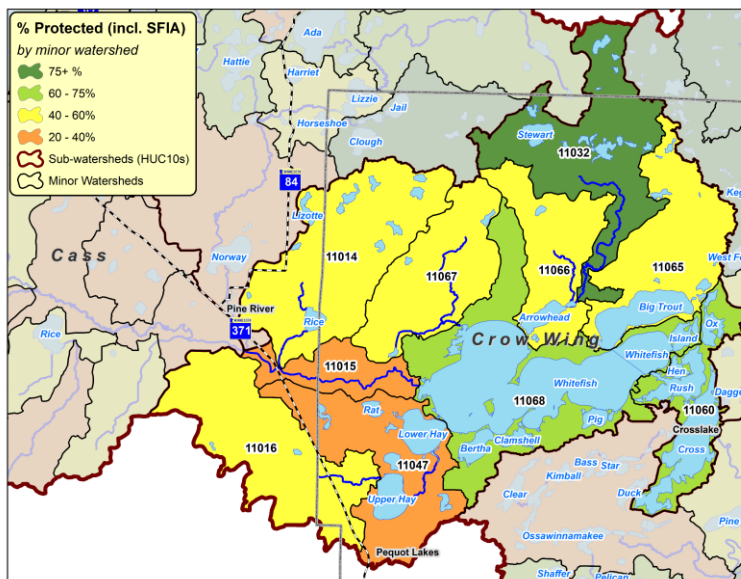 % Protected (incl. SFIA)
by minor watershed
75+ %
60 - 75%
40 - 60%
20 - 40%
Sub-watersheds (HUC10s)
Minor Watersheds
Ada
Hattie
Harriet
Lizzie
Jail
Horseshoe
Clough
Stewart
11032
84
Lizotte
Cass
Norway
11014
11067
11066
11065
West F
Pine River
Arrowhead
Big Trout
371
Rice
Rice
Crow Wing
Ox
Island
Whitefish
11015
Hen
Rush
Whitefish
11068
Dagge
11060
Rat
Pig
Crosslake
Lower Hay
Clamshell
Bertha
Cross
11016
11047
Bass
Star
Kimball
Clear
Duck
Upper Hay
Ossawinnamakee
Pine
Pequot Lakes
Shaffer
Pelican